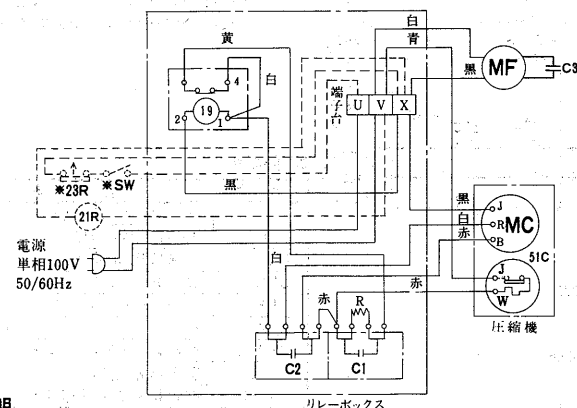 白
黄
青
4
白
黒
MF
C3
端子台
U V X
19
2
1
※23R
※SW
黒
21R
黒
J
白
R
MC
赤
B
51C
電源
単相100V
50/60Hz
白
赤
R
赤
J
W
圧縮機
C2
C1
リレーボックス